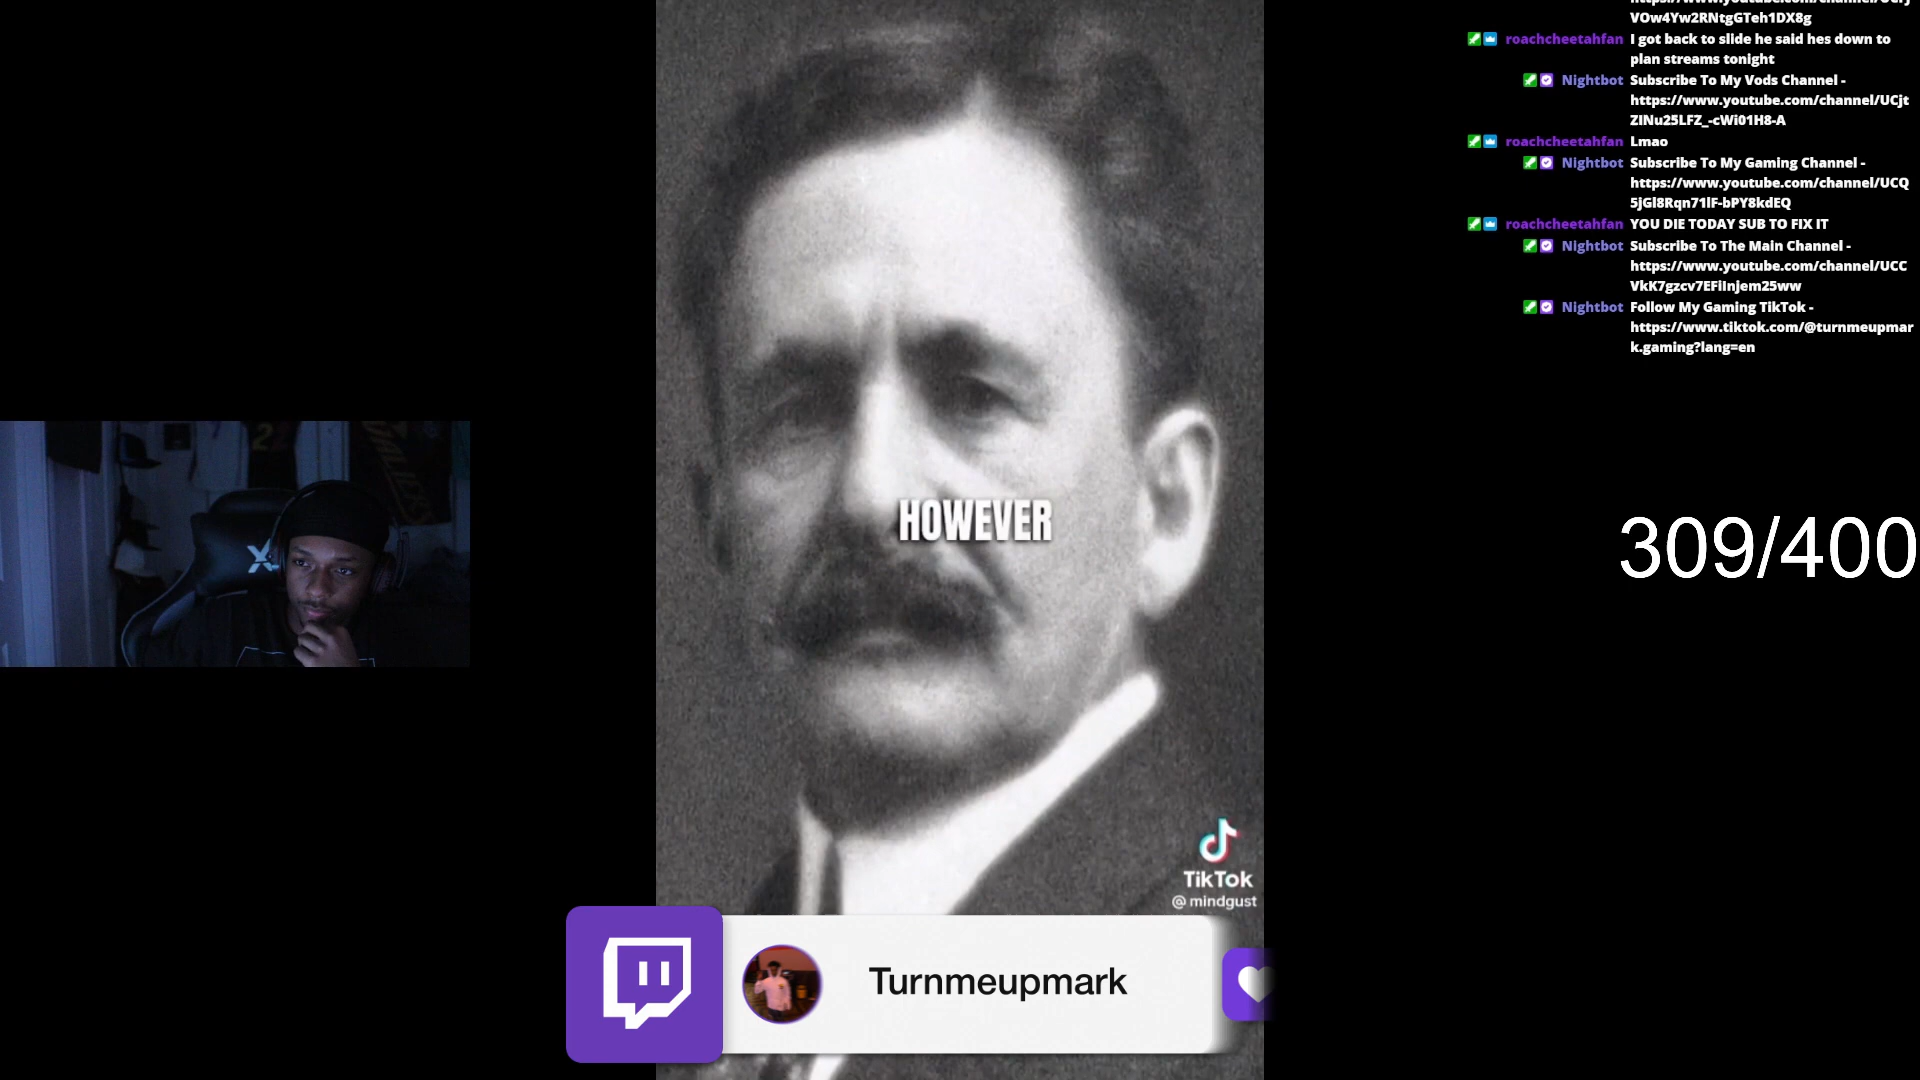 VOw4Yw2RNtgGTeh1DX8g
roachcheetahfan I got back to slide he said hes down to
plan streams tonight
Nightbot Subscribe To My Vods Channel -
https://www.youtube.com/channel/UCjt
ZINu25LFZ_-cWi01H8-A
roachcheetahfan Lmao
Nightbot Subscribe To My Gaming Channel -
https://www.youtube.com/channel/UCQ
5jGl8Rqn71lF-bPY8kdEQ
roachcheetahfan YOU DIE TODAY SUB TO FIX IT
Nightbot Subscribe To The Main Channel -
https://www.youtube.com/channel/UCC
VkK7gzcv7EFiInjem25ww
Nightbot Follow My Gaming TikTok -
https://www.tiktok.com/@turnmeupmar
k.gaming?lang=en
HOWEVER
309/400
TikTok
@mindgust
Turnmeupmark